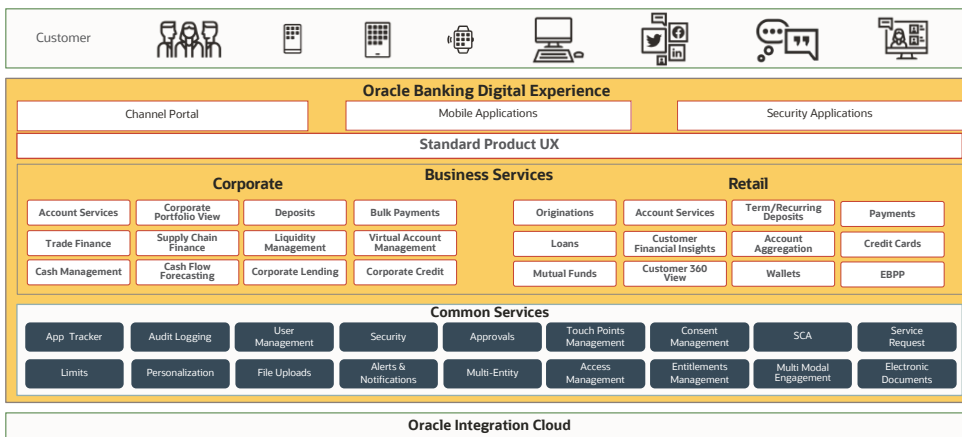 Customer
Oracle Banking Digital Experience
Channel Portal
Mobile Applications
Security Applications
Standard Product UX
Business Services
Corporate
Retail
Account Services
Corporate
Portfolio View
Deposits
Bulk Payments
Originations
Account Services
Term/Recurring
Deposits
Payments
Trade Finance
Supply Chain
Finance
Liquidity
Management
Virtual Account
Management
Loans
Customer
Financial Insights
Account
Aggregation
Credit Cards
Cash Management
Cash Flow
Forecasting
Corporate Lending
Corporate Credit
Mutual Funds
Customer 360
View
Wallets
EBPP
Common Services
App Tracker
Audit Logging
User
Management
Security
Approvals
Touch Points
Management
Consent
Management
SCA
Service
Request
Limits
Personalization
File Uploads
Alerts &
Notifications
Multi-Entity
Access
Management
Entitlements
Management
Multi Modal
Engagement
Electronic
Documents
Oracle Integration Cloud